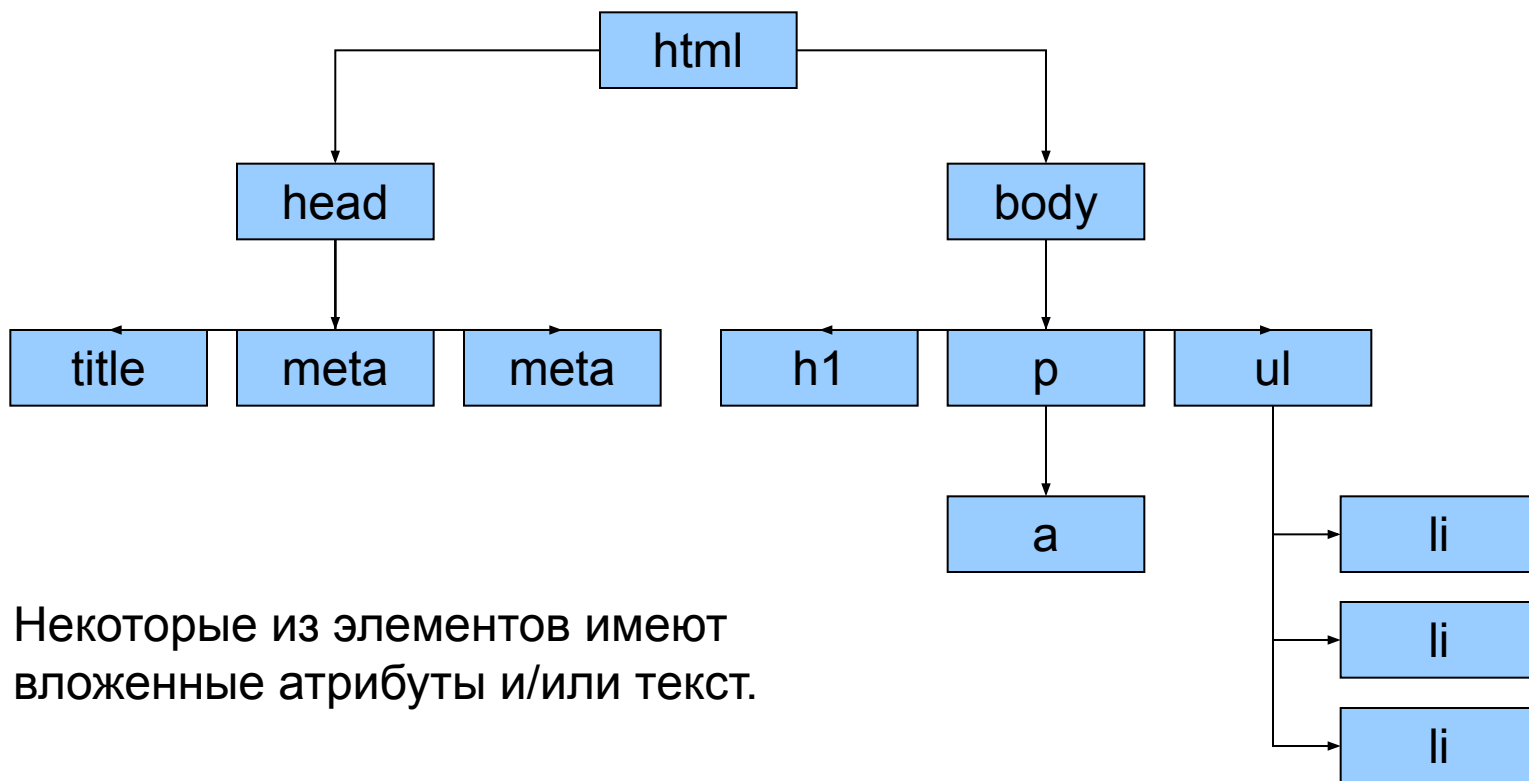 html
head
body
title
meta
meta
h1
p
ul
a
li
li
li
Некоторые из элементов имеют
вложенные атрибуты и/или текст.